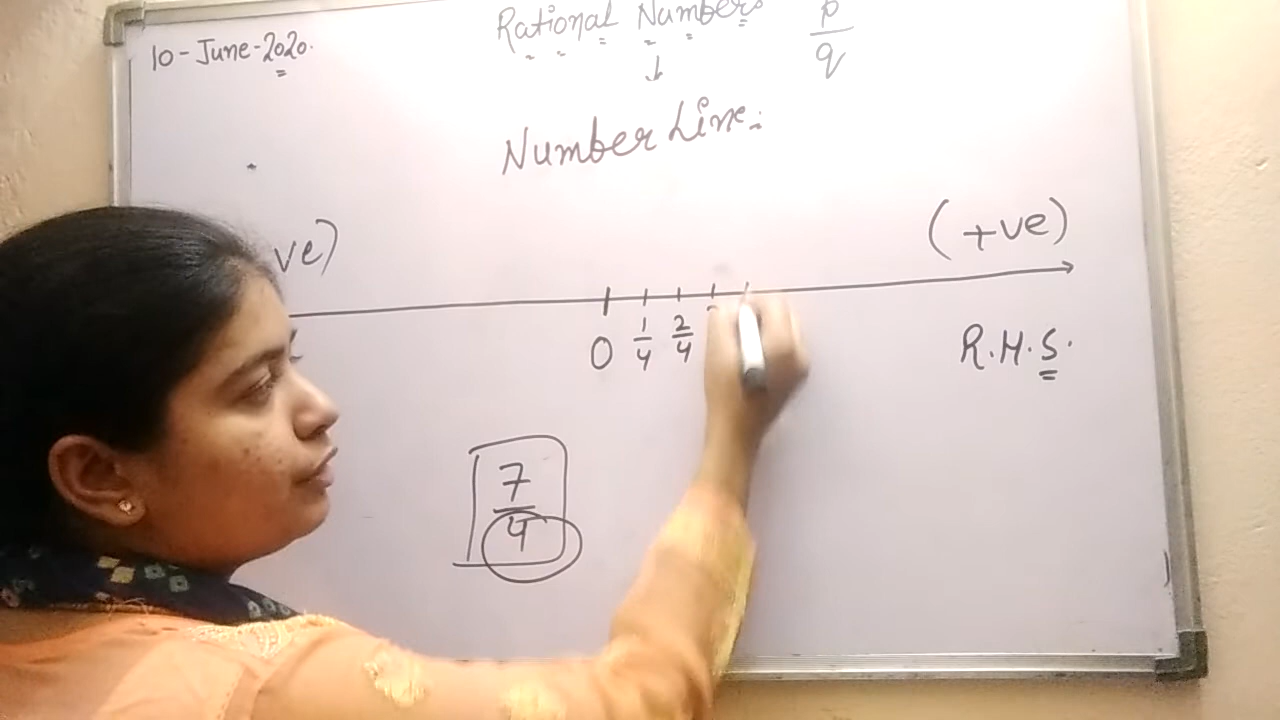 10-June-2020.
Rational Numbers
p
q
Number Line:
ve)
(+ve)
0
1
4
2
4
R.H.S.
7
4